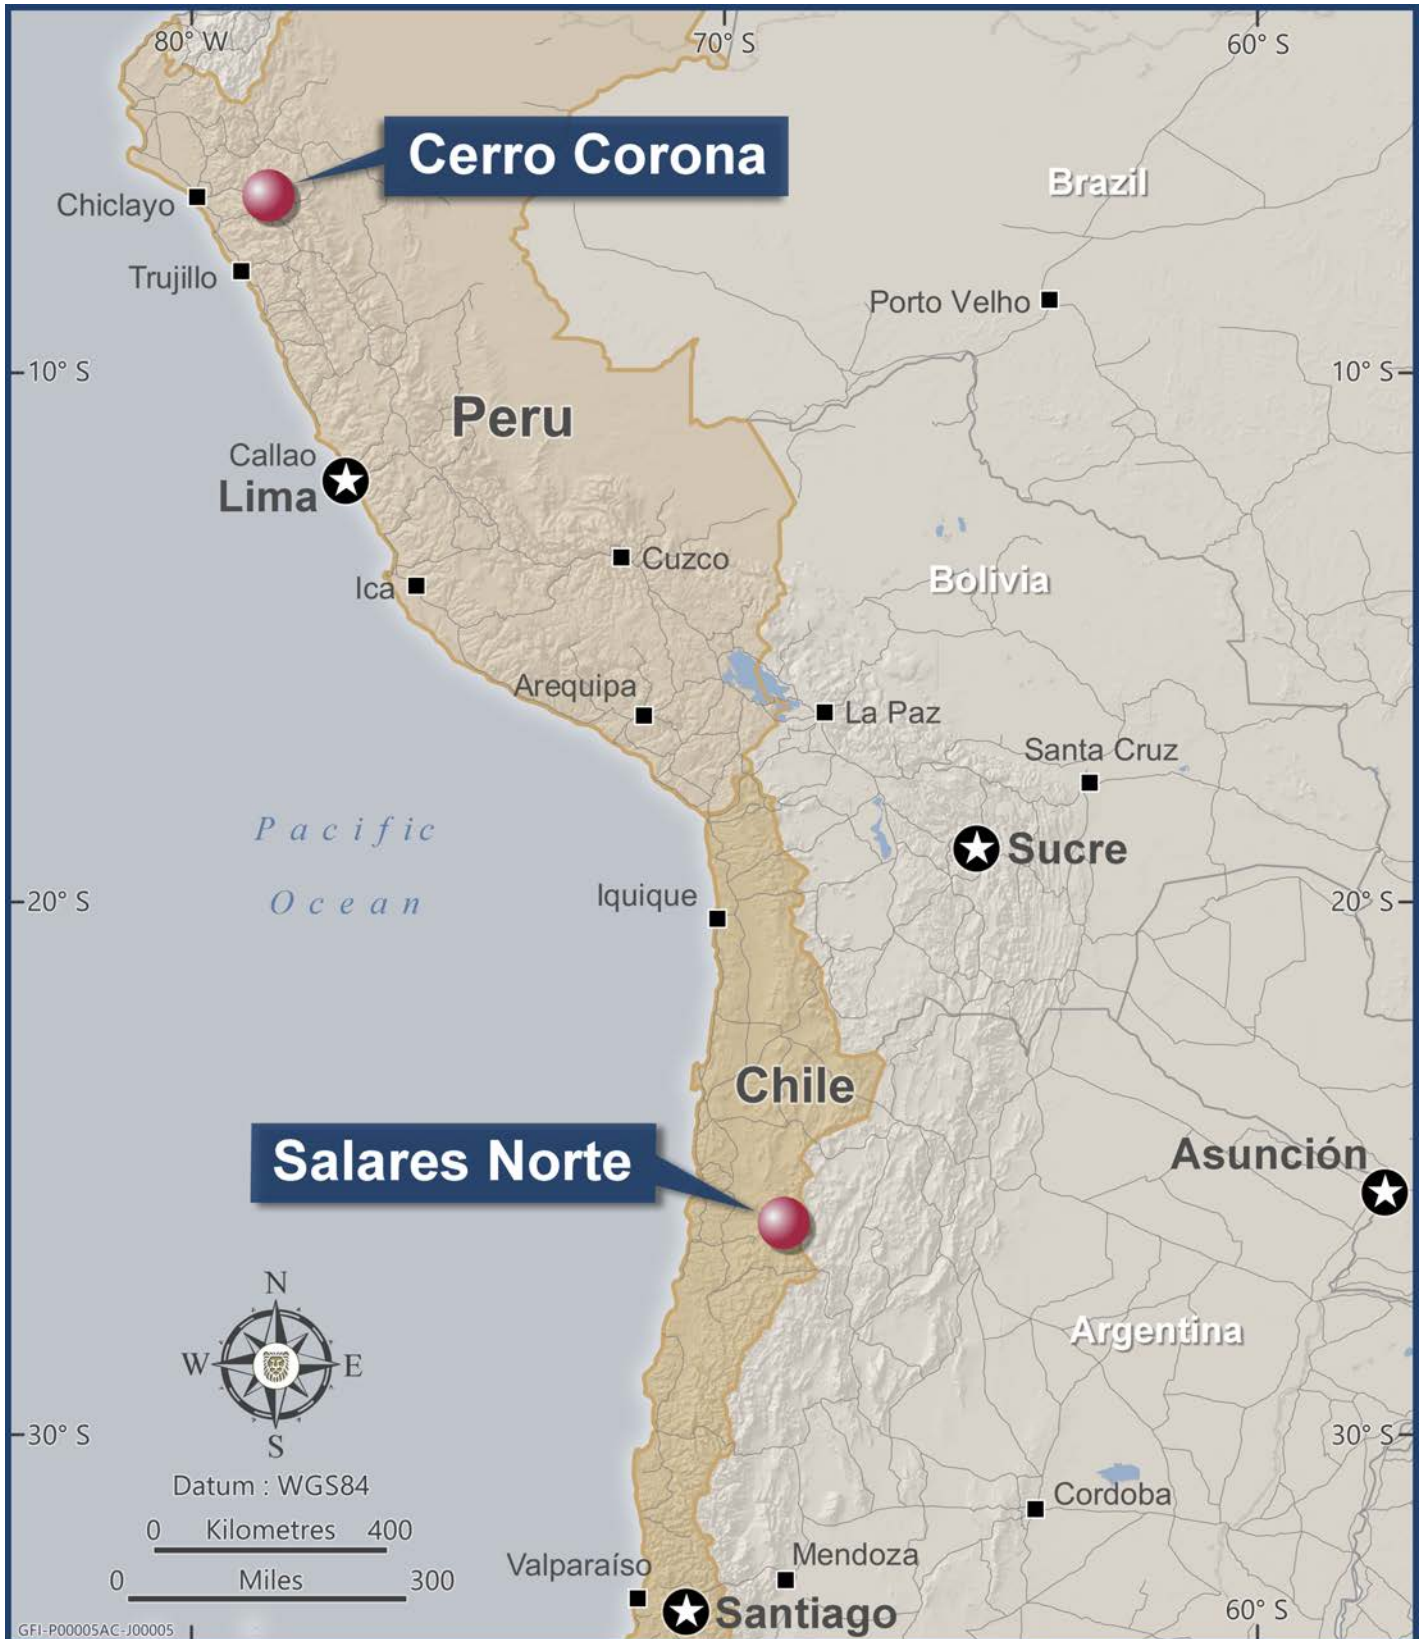 80° W
70° S
60° S
Cerro Corona
Brazil
Chiclayo
Trujillo
Porto Velho
10° S
10° S
Peru
Callao
Lima
Cuzco
Ica
Bolivia
Arequipa
La Paz
Santa Cruz
Pacific
Ocean
Sucre
Iquique
20° S
20° S
Chile
Salares Norte
Asunción
N
W
E
S
Argentina
30° S
30° S
Datum : WGS84
0 Kilometres 400
0 Miles 300
Cordoba
Valparaíso
Mendoza
Santiago
60° S
GFI-P00005AC-J00005